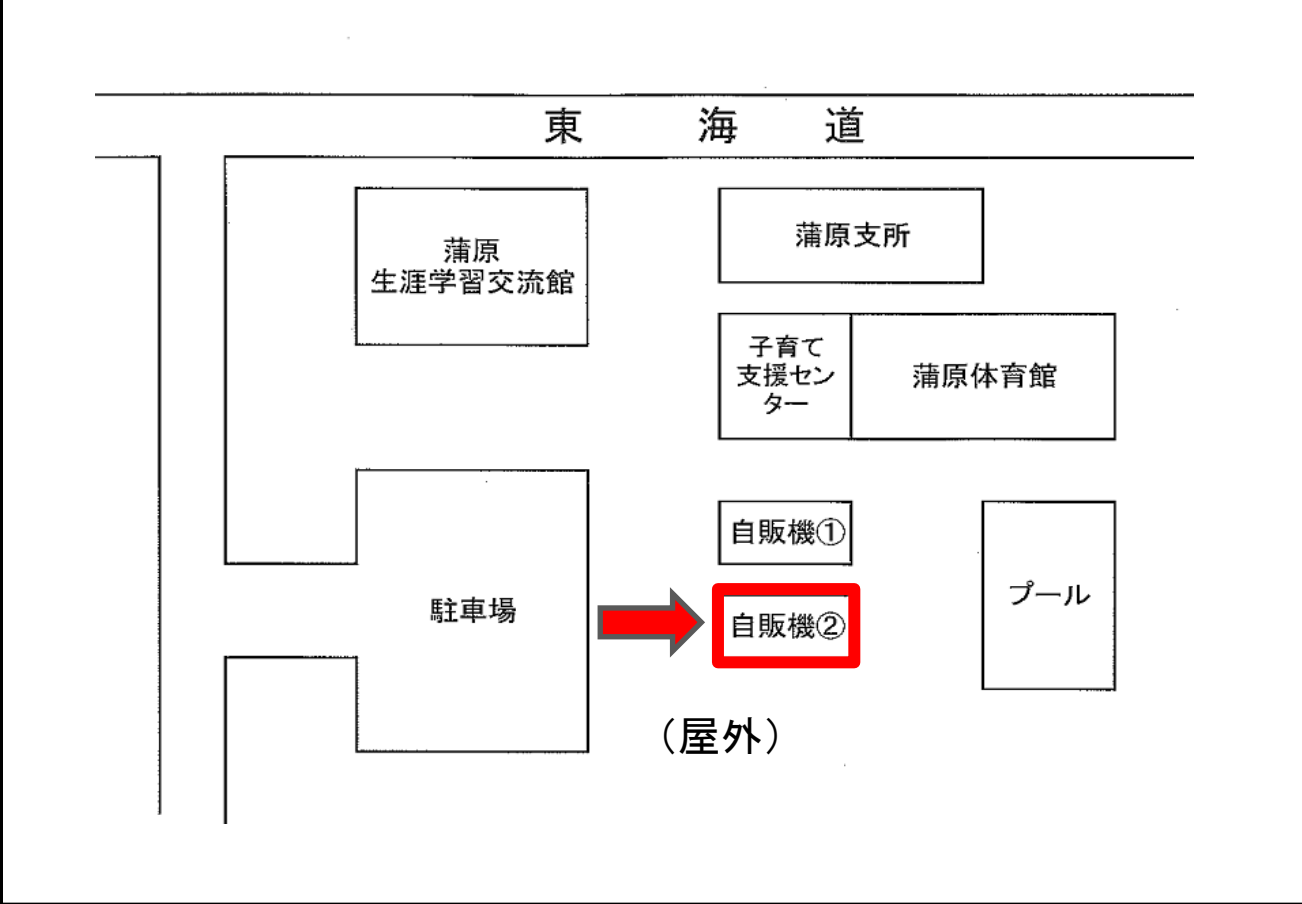 東海道
蒲原
生涯学習交流館
蒲原支所
子育て
支援セン
ター
蒲原体育館
自販機①
駐車場
自販機②
プール
（屋外）